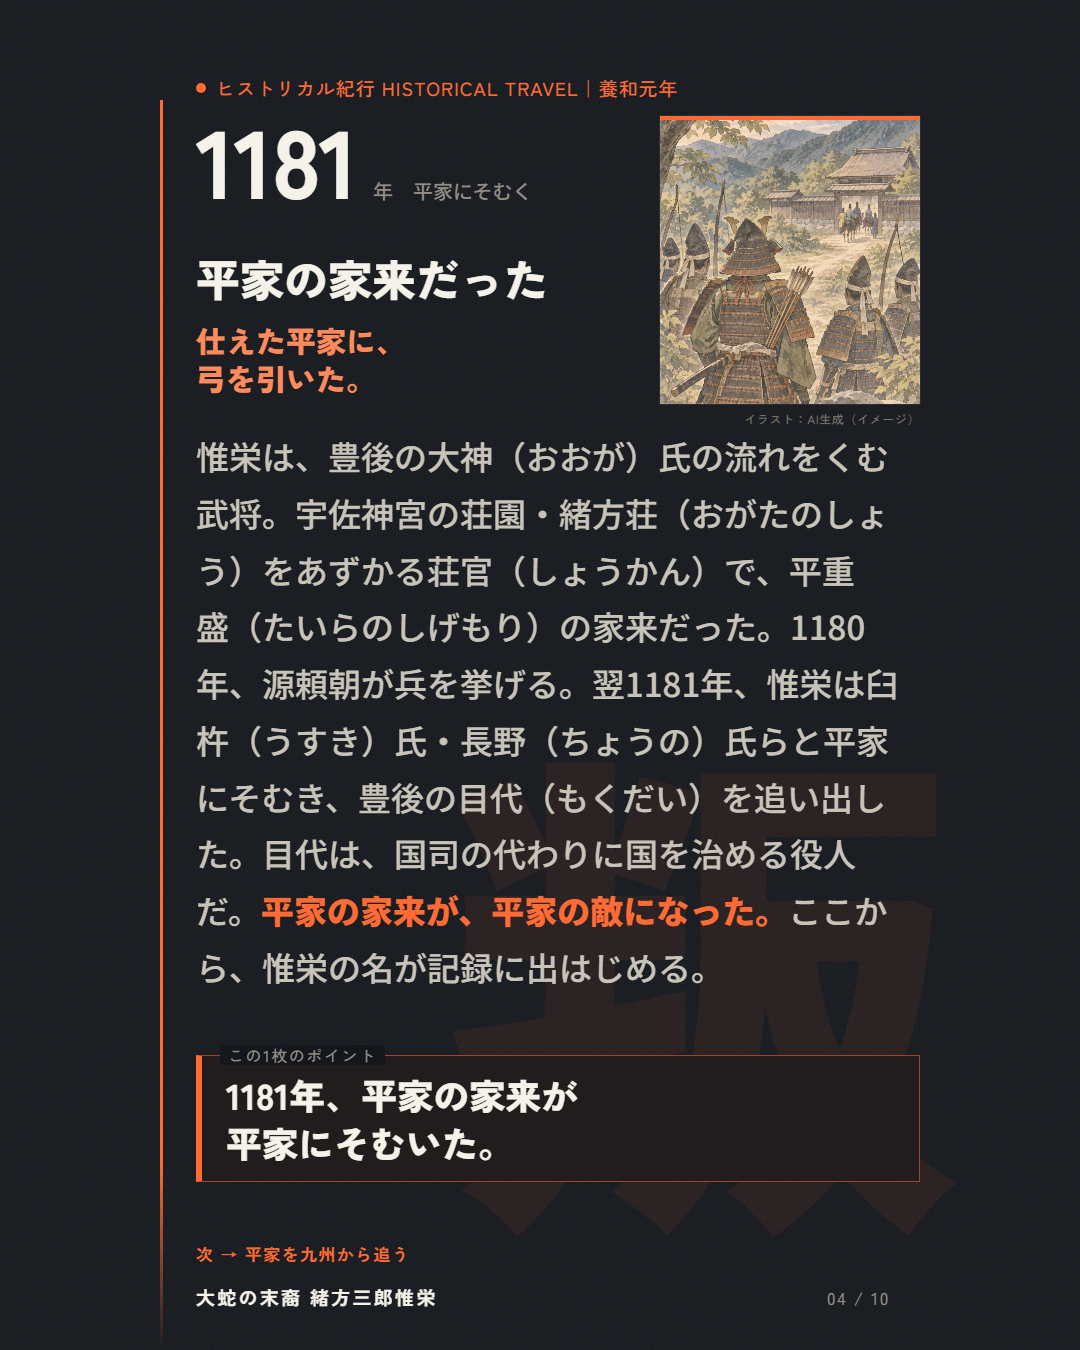 ヒストリカル紀行 HISTORICAL TRAVEL｜養和元年
1181 年　平家にそむく
平家の家来だった
仕えた平家に、
弓を引いた。
イラスト：AI生成（イメージ）
惟栄は、豊後の大神（おおが）氏の流れをくむ
武将。宇佐神宮の荘園・緒方荘（おがたのしょ
う）をあずかる荘官（しょうかん）で、平重
盛（たいらのしげもり）の家来だった。1180
年、源頼朝が兵を挙げる。翌1181年、惟栄は臼
杵（うすき）氏・長野（ちょうの）氏らと平家
にそむき、豊後の目代（もくだい）を追い出し
た。目代は、国司の代わりに国を治める役人
だ。平家の家来が、平家の敵になった。ここか
ら、惟栄の名が記録に出はじめる。
叛
この1枚のポイント
1181年、平家の家来が
平家にそむいた。
次 → 平家を九州から追う
大蛇の末裔 緒方三郎惟栄
04 / 10